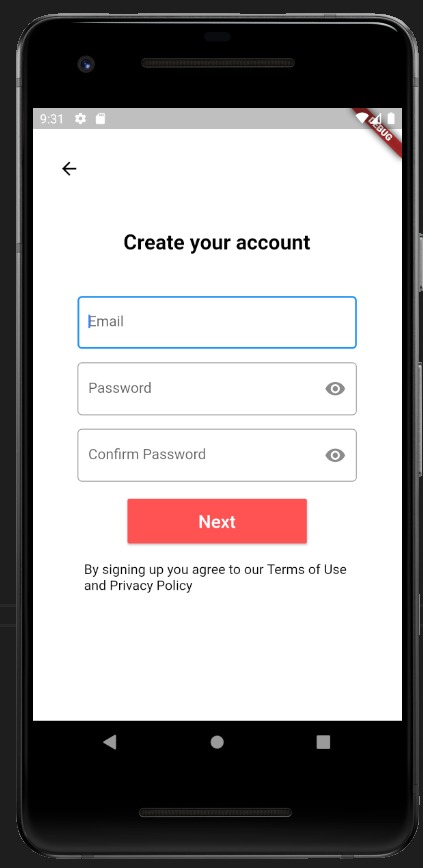 9:31
DEBUG
Create your account
Email
Password
Confirm Password
Next
By signing up you agree to our Terms of Use
and Privacy Policy